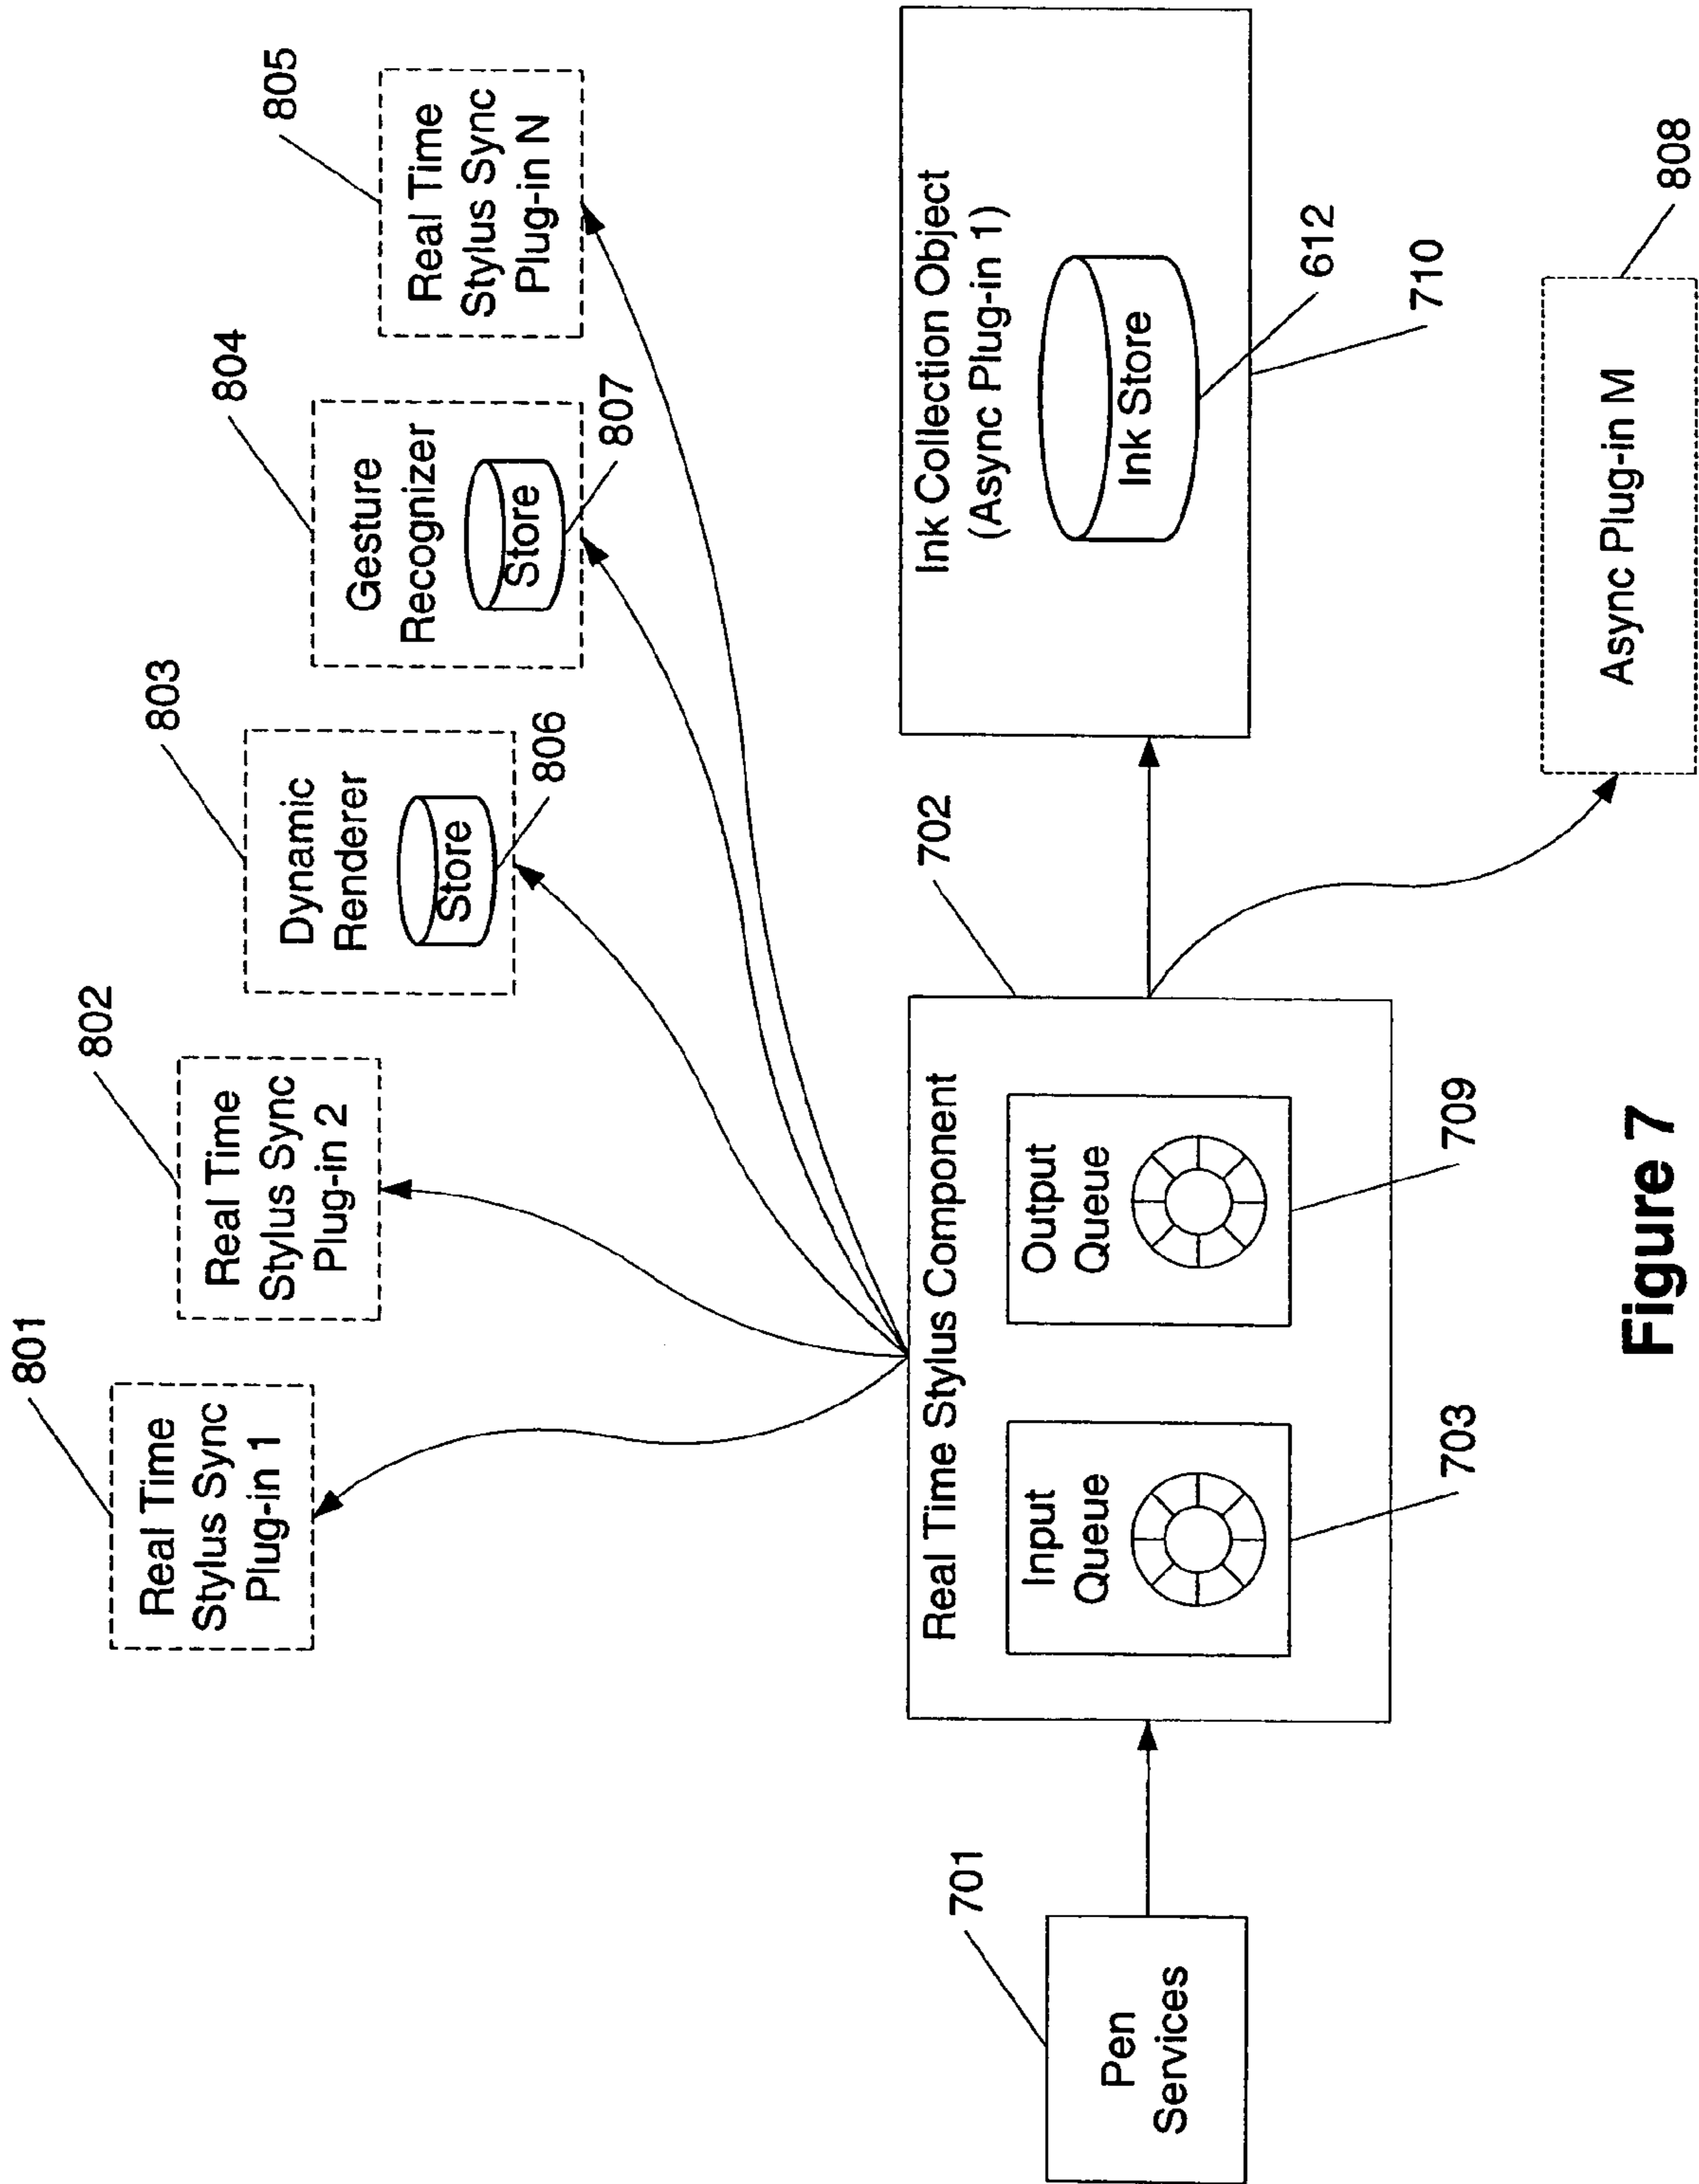 801
Real Time
Stylus Sync
Plug-in 1
802
Real Time
Stylus Sync
Plug-in 2
803
Dynamic
Renderer
Store
806
804
Gesture
Recognizer
Store
807
805
Real Time
Stylus Sync
Plug-in N
701
Pen
Services
702
Real Time Stylus Component
Input
Queue
703
Output
Queue
709
Ink Collection Object
(Async Plug-in 1)
Ink Store
612
710
Async Plug-in M
808
Figure 7